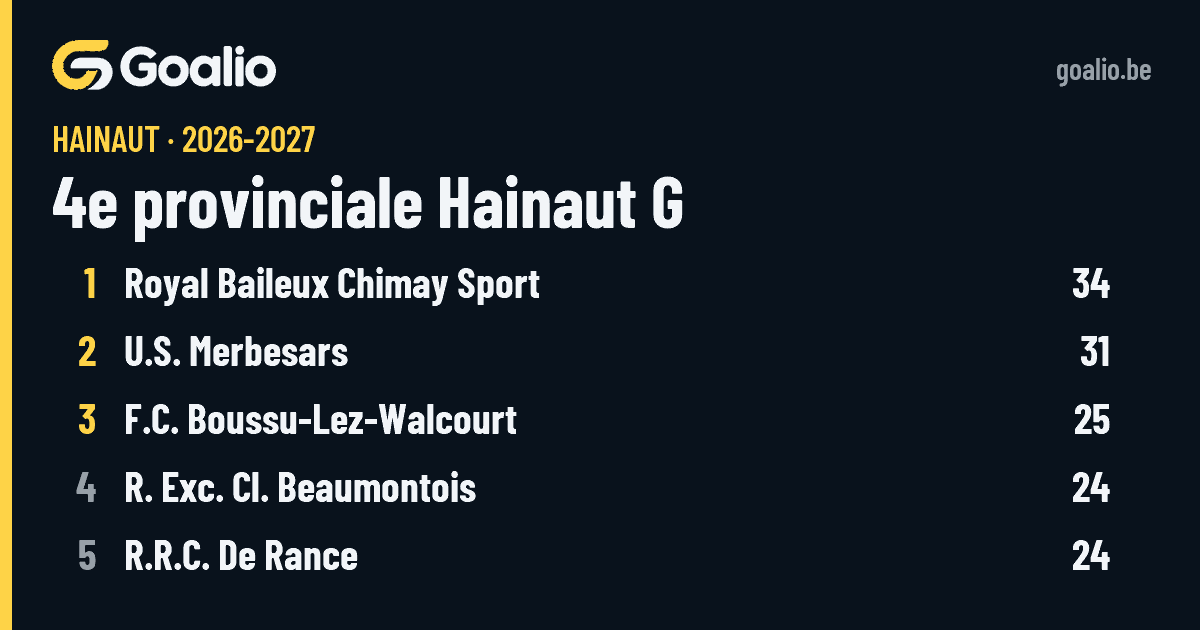 Goalio
goalio.be
HAINAUT · 2026-2027
4e provinciale Hainaut G
1 Royal Baileux Chimay Sport 34
2 U.S. Merbesars 31
3 F.C. Boussu-Lez-Walcourt 25
4 R. Exc. Cl. Beaumontois 24
5 R.R.C. De Rance 24